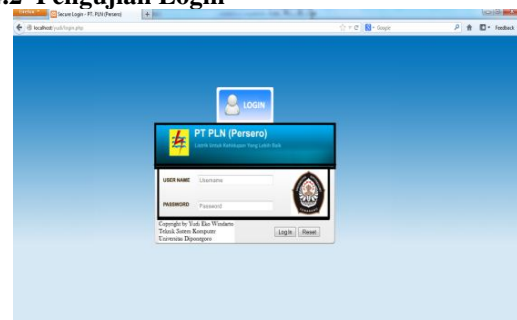 .2 Pengujian Login
Secure Login - PT. PLN (Persero)
localhost/yudi/login.php
Google
Feedback
LOGIN
PT PLN (Persero)
Listrik Untuk Kehidupan Yang Lebih Baik
USER NAME Username
PASSWORD Password
Copyright by Yudi Eko Windarto
Teknik Sistem Komputer
Universitas Diponegoro
Log In Reset